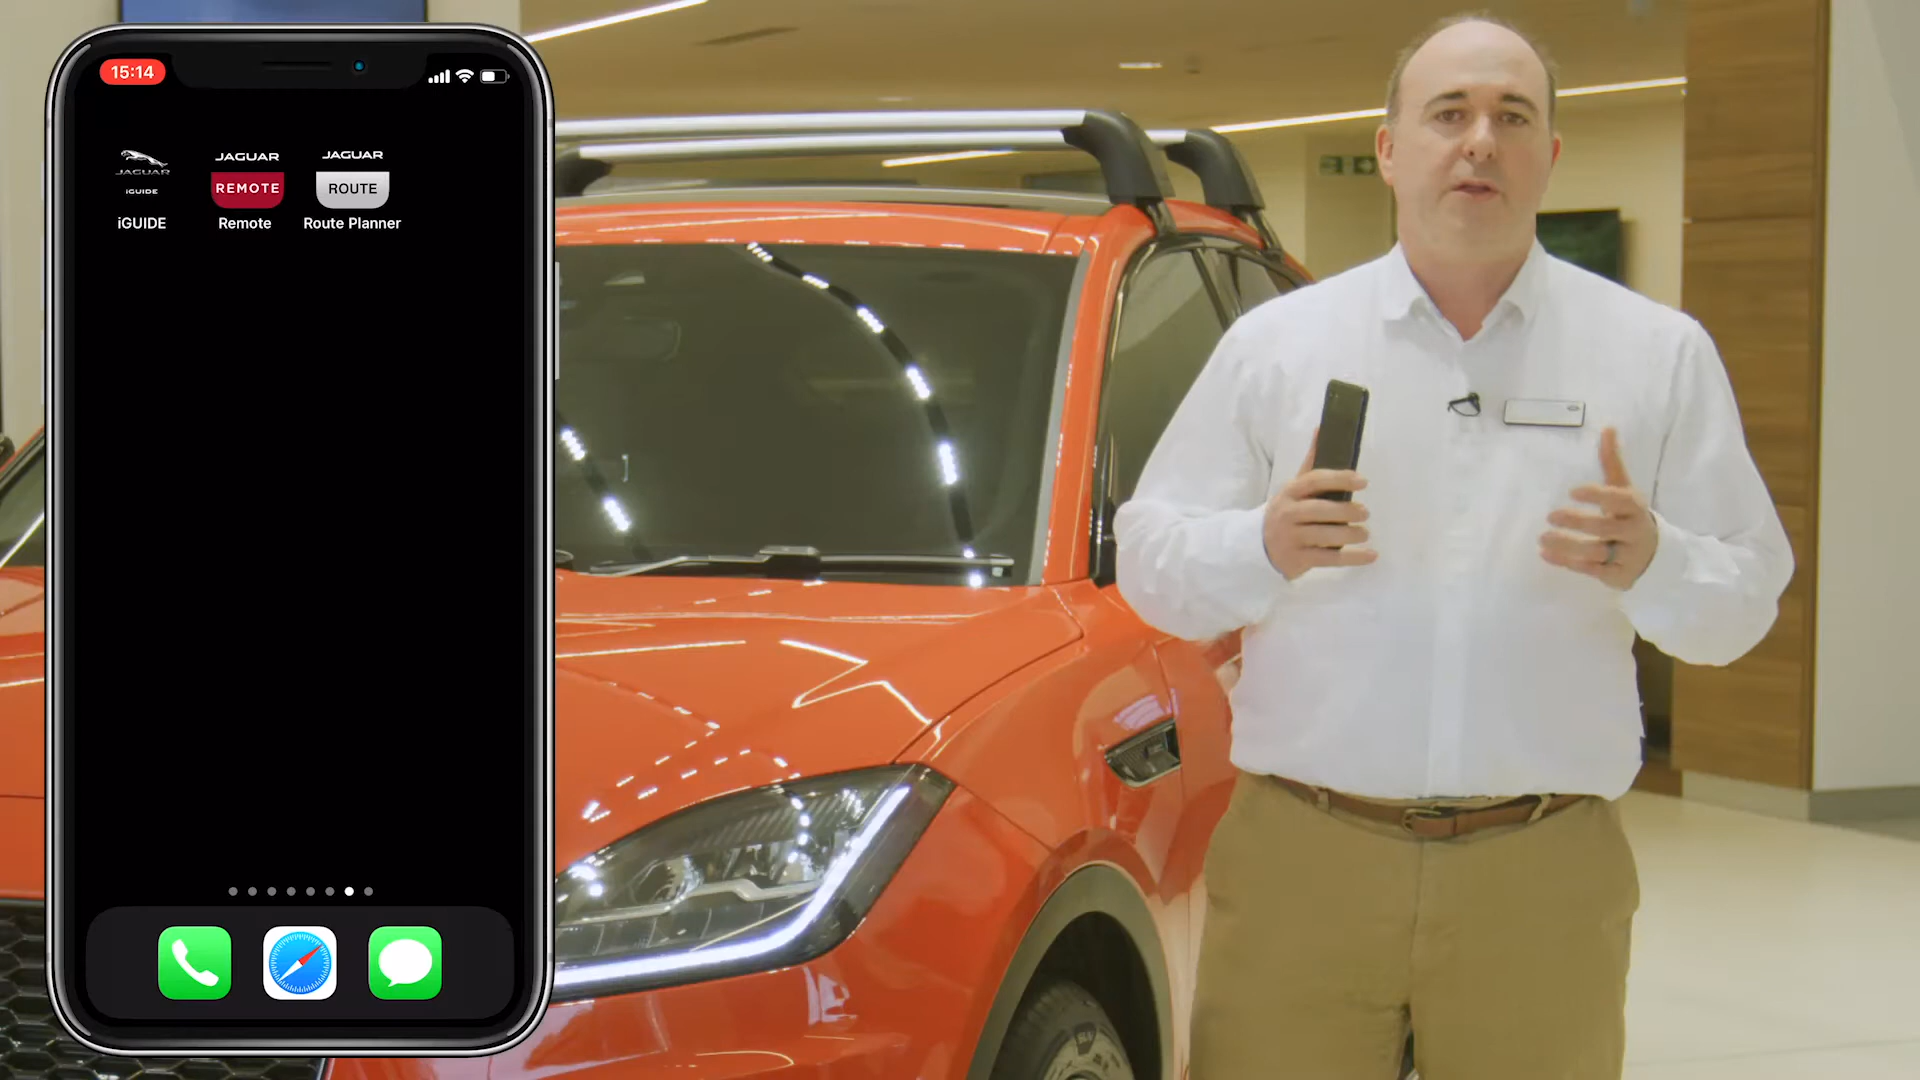 15:14
JAGUAR
iGUIDE
iGUIDE
JAGUAR
REMOTE
Remote
JAGUAR
ROUTE
Route Planner